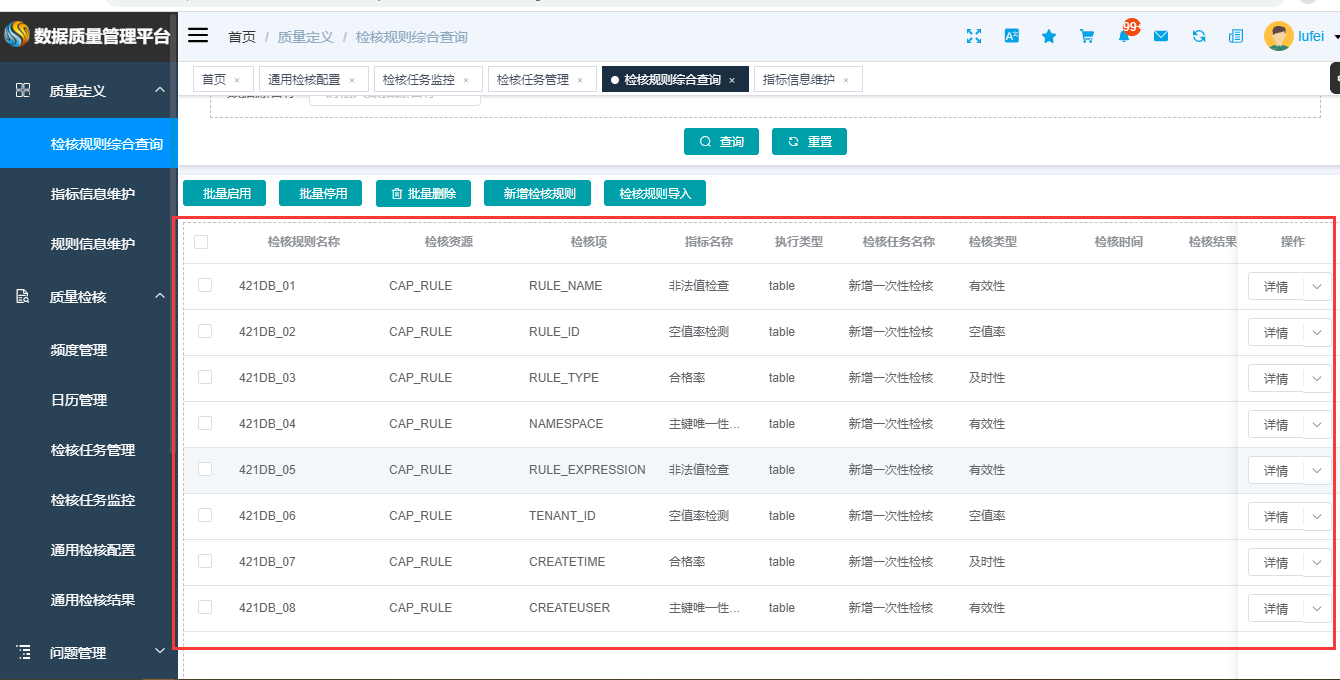 数据质量管理平台
首页 / 质量定义 / 检核规则综合查询
99+
lufei
首页 ×
通用检核配置 ×
检核任务监控 ×
检核任务管理 ×
检核规则综合查询 ×
指标信息维护 ×
质量定义
检核规则综合查询
指标信息维护
规则信息维护
质量检核
频度管理
日历管理
检核任务管理
检核任务监控
通用检核配置
通用检核结果
问题管理
查询 重置
批量启用 批量停用 批量删除 新增检核规则 检核规则导入
检核规则名称 检核资源 检核项 指标名称 执行类型 检核任务名称 检核类型 检核时间 检核结果 操作
421DB_01 CAP_RULE RULE_NAME 非法值检查 table 新增一次性检核 有效性 详情
421DB_02 CAP_RULE RULE_ID 空值率检测 table 新增一次性检核 空值率 详情
421DB_03 CAP_RULE RULE_TYPE 合格率 table 新增一次性检核 及时性 详情
421DB_04 CAP_RULE NAMESPACE 主键唯一性... table 新增一次性检核 有效性 详情
421DB_05 CAP_RULE RULE_EXPRESSION 非法值检查 table 新增一次性检核 有效性 详情
421DB_06 CAP_RULE TENANT_ID 空值率检测 table 新增一次性检核 空值率 详情
421DB_07 CAP_RULE CREATETIME 合格率 table 新增一次性检核 及时性 详情
421DB_08 CAP_RULE CREATEUSER 主键唯一性... table 新增一次性检核 有效性 详情